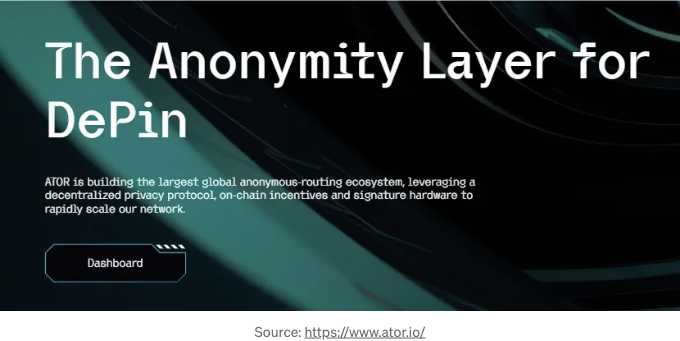 The Anonymity Layer for
DePin
ATOR is building the largest global anonymous-routing ecosystem, leveraging a
decentralized privacy protocol, on-chain incentives and signature hardware to
rapidly scale our network.
Dashboard
Source: https://www.ator.io/